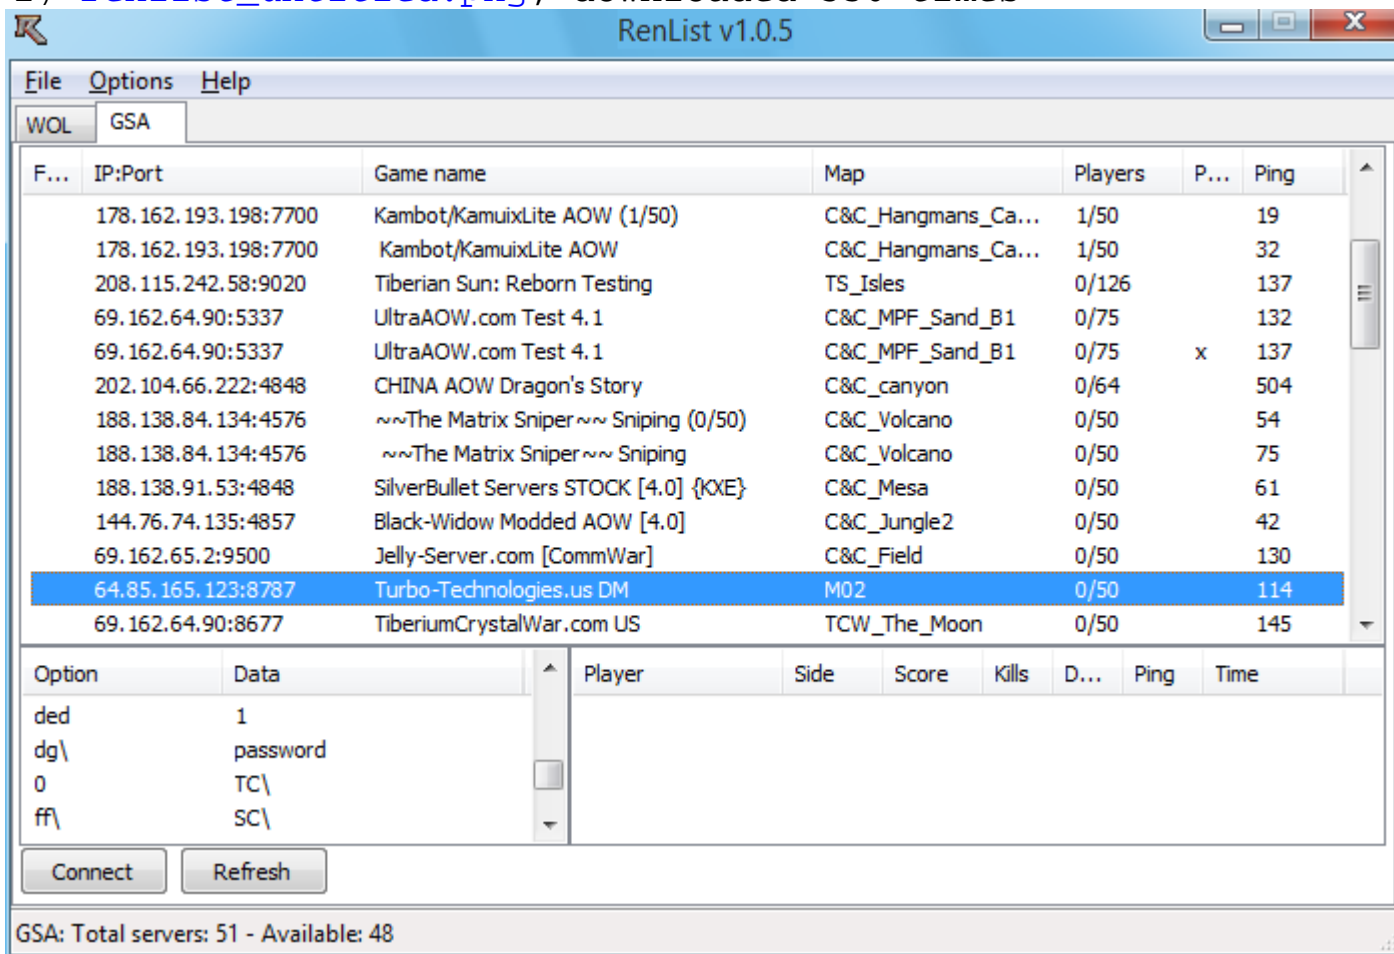 RenList v1.0.5
File Options Help
WOL GSA
F... IP:Port Game name Map Players P... Ping
178.162.193.198:7700 Kambot/KamuixLite AOW (1/50) C&C_Hangmans_Ca... 1/50 19
178.162.193.198:7700 Kambot/KamuixLite AOW C&C_Hangmans_Ca... 1/50 32
208.115.242.58:9020 Tiberian Sun: Reborn Testing TS_Isles 0/126 137
69.162.64.90:5337 UltraAOW.com Test 4.1 C&C_MPF_Sand_B1 0/75 132
69.162.64.90:5337 UltraAOW.com Test 4.1 C&C_MPF_Sand_B1 0/75 x 137
202.104.66.222:4848 CHINA AOW Dragon's Story C&C_canyon 0/64 504
188.138.84.134:4576 ~~The Matrix Sniper~~ Sniping (0/50) C&C_Volcano 0/50 54
188.138.84.134:4576 ~~The Matrix Sniper~~ Sniping C&C_Volcano 0/50 75
188.138.91.53:4848 SilverBullet Servers STOCK [4.0] {KXE} C&C_Mesa 0/50 61
144.76.74.135:4857 Black-Widow Modded AOW [4.0] C&C_Jungle2 0/50 42
69.162.65.2:9500 Jelly-Server.com [CommWar] C&C_Field 0/50 130
64.85.165.123:8787 Turbo-Technologies.us DM M02 0/50 114
69.162.64.90:8677 TiberiumCrystalWar.com US TCW_The_Moon 0/50 145
Option Data Player Side Score Kills D... Ping Time
ded 1
dg\ password
0 TC\
ff\ SC\
Connect Refresh
GSA: Total servers: 51 - Available: 48